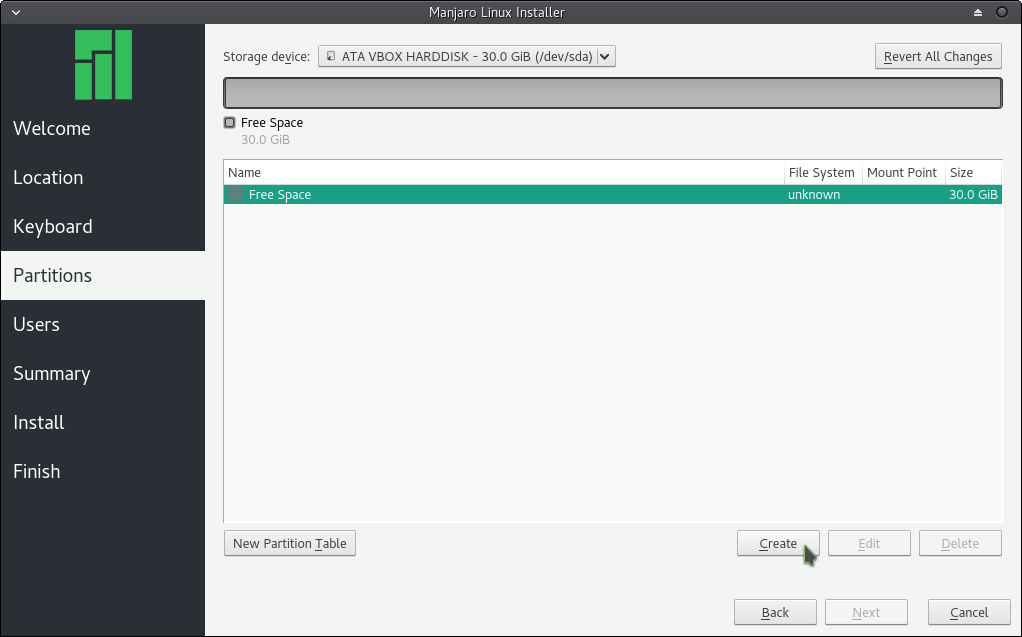 Manjaro Linux Installer
Welcome
Location
Keyboard
Partitions
Users
Summary
Install
Finish
Storage device: ATA VBOX HARDDISK - 30.0 GiB (/dev/sda) Revert All Changes
Free Space
30.0 GiB
Name File System Mount Point Size
Free Space unknown 30.0 GiB
New Partition Table Create Edit Delete
Back Next Cancel